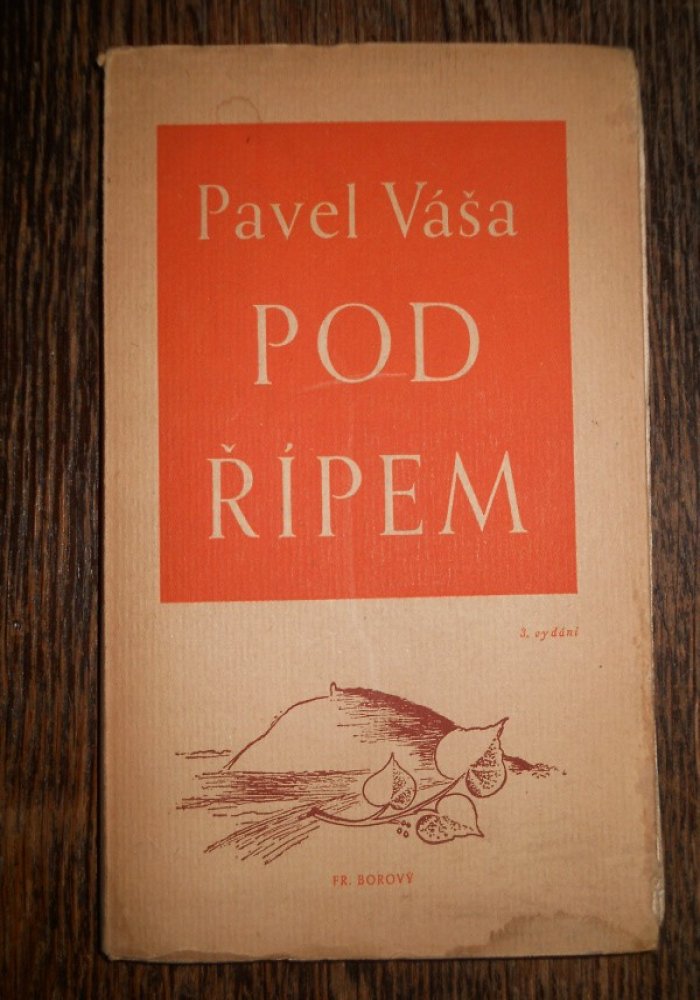 Pavel Váša
POD
ŘÍPEM
3. vydání
FR. BOROVÝ